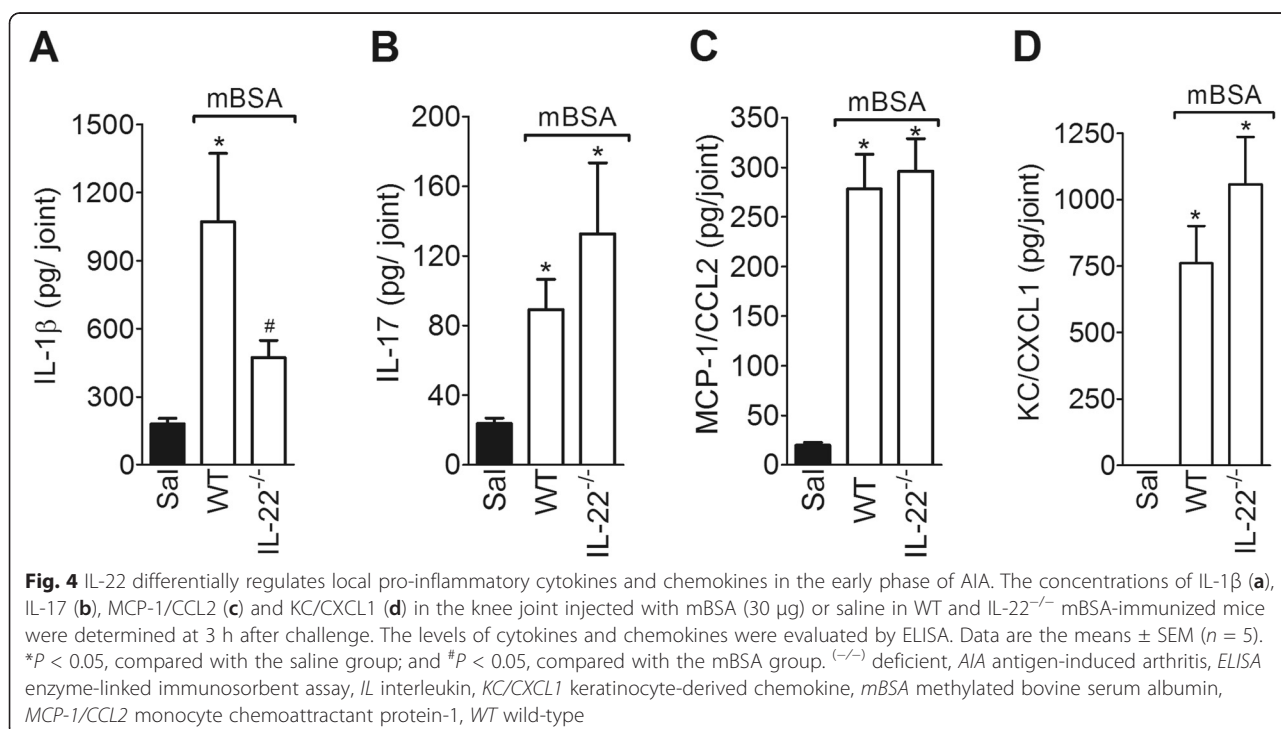 A
mBSA
1500
1200
900
600
300
0
IL-1β (pg/ joint)
*
#
Sal
WT
IL-22-/-
B
mBSA
200
160
120
80
40
0
IL-17 (pg/ joint)
*
*
Sal
WT
IL-22-/-
C
mBSA
350
300
250
200
150
100
50
0
MCP-1/CCL2 (pg/joint)
*
*
Sal
WT
IL-22-/-
D
mBSA
1250
1000
750
500
250
0
KC/CXCL1 (pg/joint)
*
*
Sal
WT
IL-22-/-
Fig. 4 IL-22 differentially regulates local pro-inflammatory cytokines and chemokines in the early phase of AIA. The concentrations of IL-1β (a),
IL-17 (b), MCP-1/CCL2 (c) and KC/CXCL1 (d) in the knee joint injected with mBSA (30 μg) or saline in WT and IL-22−/− mBSA-immunized mice
were determined at 3 h after challenge. The levels of cytokines and chemokines were evaluated by ELISA. Data are the means ± SEM (n = 5).
*P < 0.05, compared with the saline group; and #P < 0.05, compared with the mBSA group. (−/−) deficient, AIA antigen-induced arthritis, ELISA
enzyme-linked immunosorbent assay, IL interleukin, KC/CXCL1 keratinocyte-derived chemokine, mBSA methylated bovine serum albumin,
MCP-1/CCL2 monocyte chemoattractant protein-1, WT wild-type